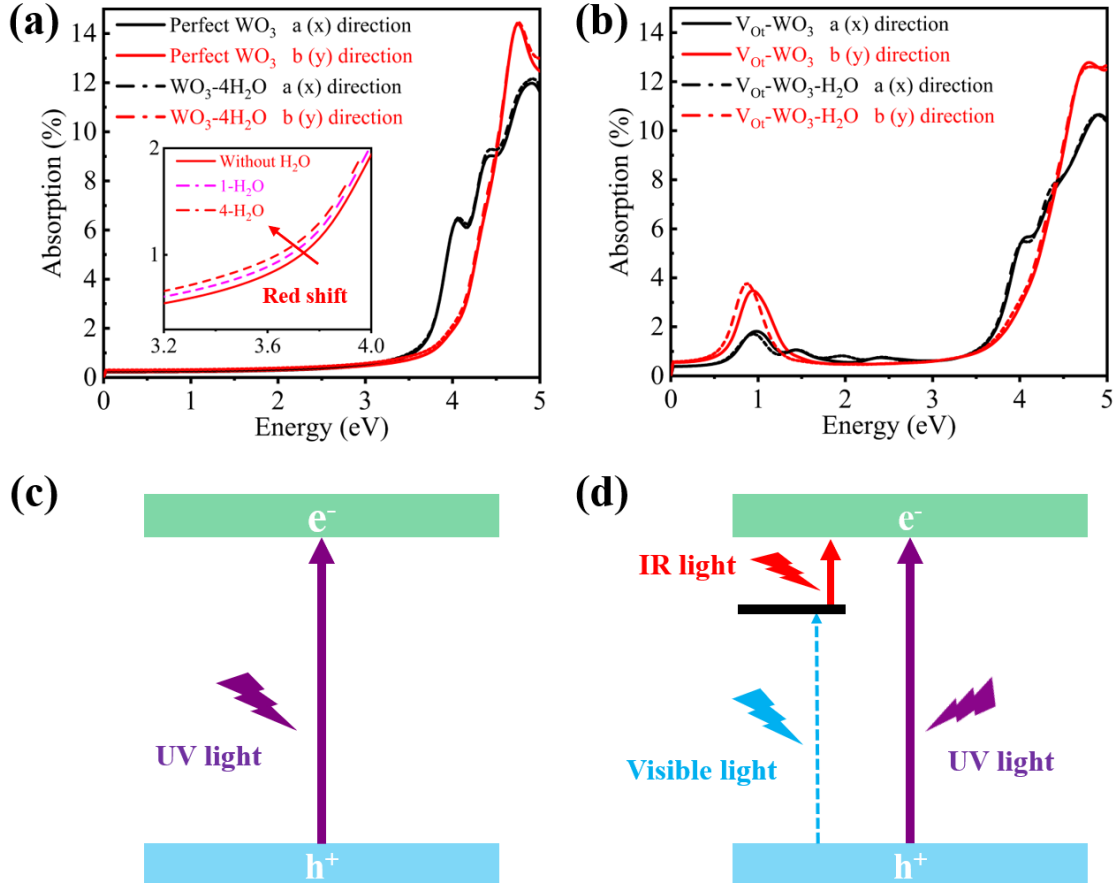 (a)
Perfect WO₃ a (x) direction
Perfect WO₃ b (y) direction
WO₃-4H₂O a (x) direction
WO₃-4H₂O b (y) direction
Without H₂O
1-H₂O
4-H₂O
Red shift
2
1
3.2 3.6 4.0
14
12
10
8
6
4
2
0
0 1 2 3 4 5
Absorption (%)
Energy (eV)
(b)
V_Ot-WO₃ a (x) direction
V_Ot-WO₃ b (y) direction
V_Ot-WO₃-H₂O a (x) direction
V_Ot-WO₃-H₂O b (y) direction
14
12
10
8
6
4
2
0
0 1 2 3 4 5
Absorption (%)
Energy (eV)
(c)
e⁻
UV light
h⁺
(d)
e⁻
IR light
Visible light
UV light
h⁺